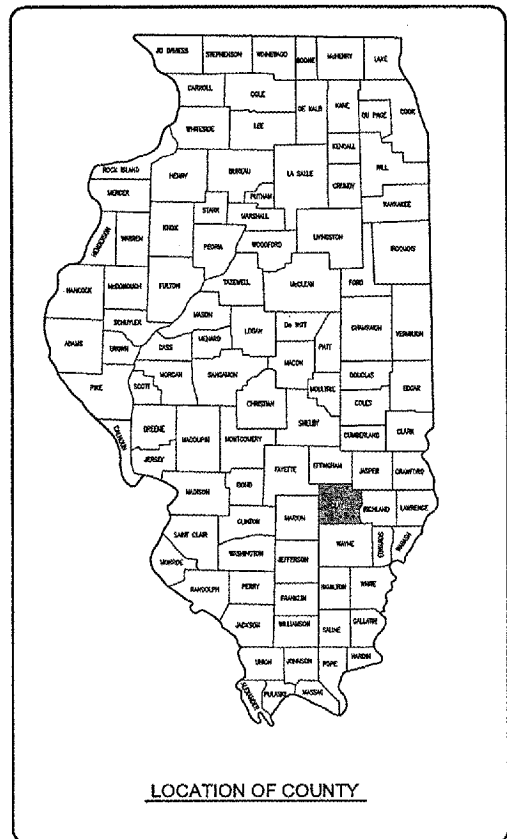 JO DAVIESS STEPHENSON WINNEBAGO BOONE McHENRY LAKE
CARROLL OGLE DE KALB KANE DU PAGE COOK
WHITESIDE LEE KENDALL WILL
ROCK ISLAND HENRY BUREAU LA SALLE GRUNDY KANKAKEE
MERCER STARK PUTNAM MARSHALL
HENDERSON WARREN KNOX PEORIA WOODFORD LIVINGSTON IROQUOIS
HANCOCK McDONOUGH FULTON TAZEWELL McCLEAN FORD
SCHUYLER MASON LOGAN De WITT CHAMPAIGN VERMILION
ADAMS BROWN CASS MENARD MACON PIATT
PIKE SCOTT MORGAN SANGAMON MOULTRIE DOUGLAS EDGAR
CALHOUN GREENE MACOUPIN MONTGOMERY CHRISTIAN SHELBY COLES
JERSEY CUMBERLAND CLARK
MADISON BOND FAYETTE EFFINGHAM JASPER CRAWFORD
CLINTON MARION RICHLAND LAWRENCE
SAINT CLAIR WASHINGTON JEFFERSON WAYNE EDWARDS WABASH
MONROE RANDOLPH PERRY FRANKLIN HAMILTON WHITE
JACKSON WILLIAMSON SALINE GALLATIN
UNION JOHNSON POPE HARDIN
ALEXANDER PULASKI MASSAC
LOCATION OF COUNTY